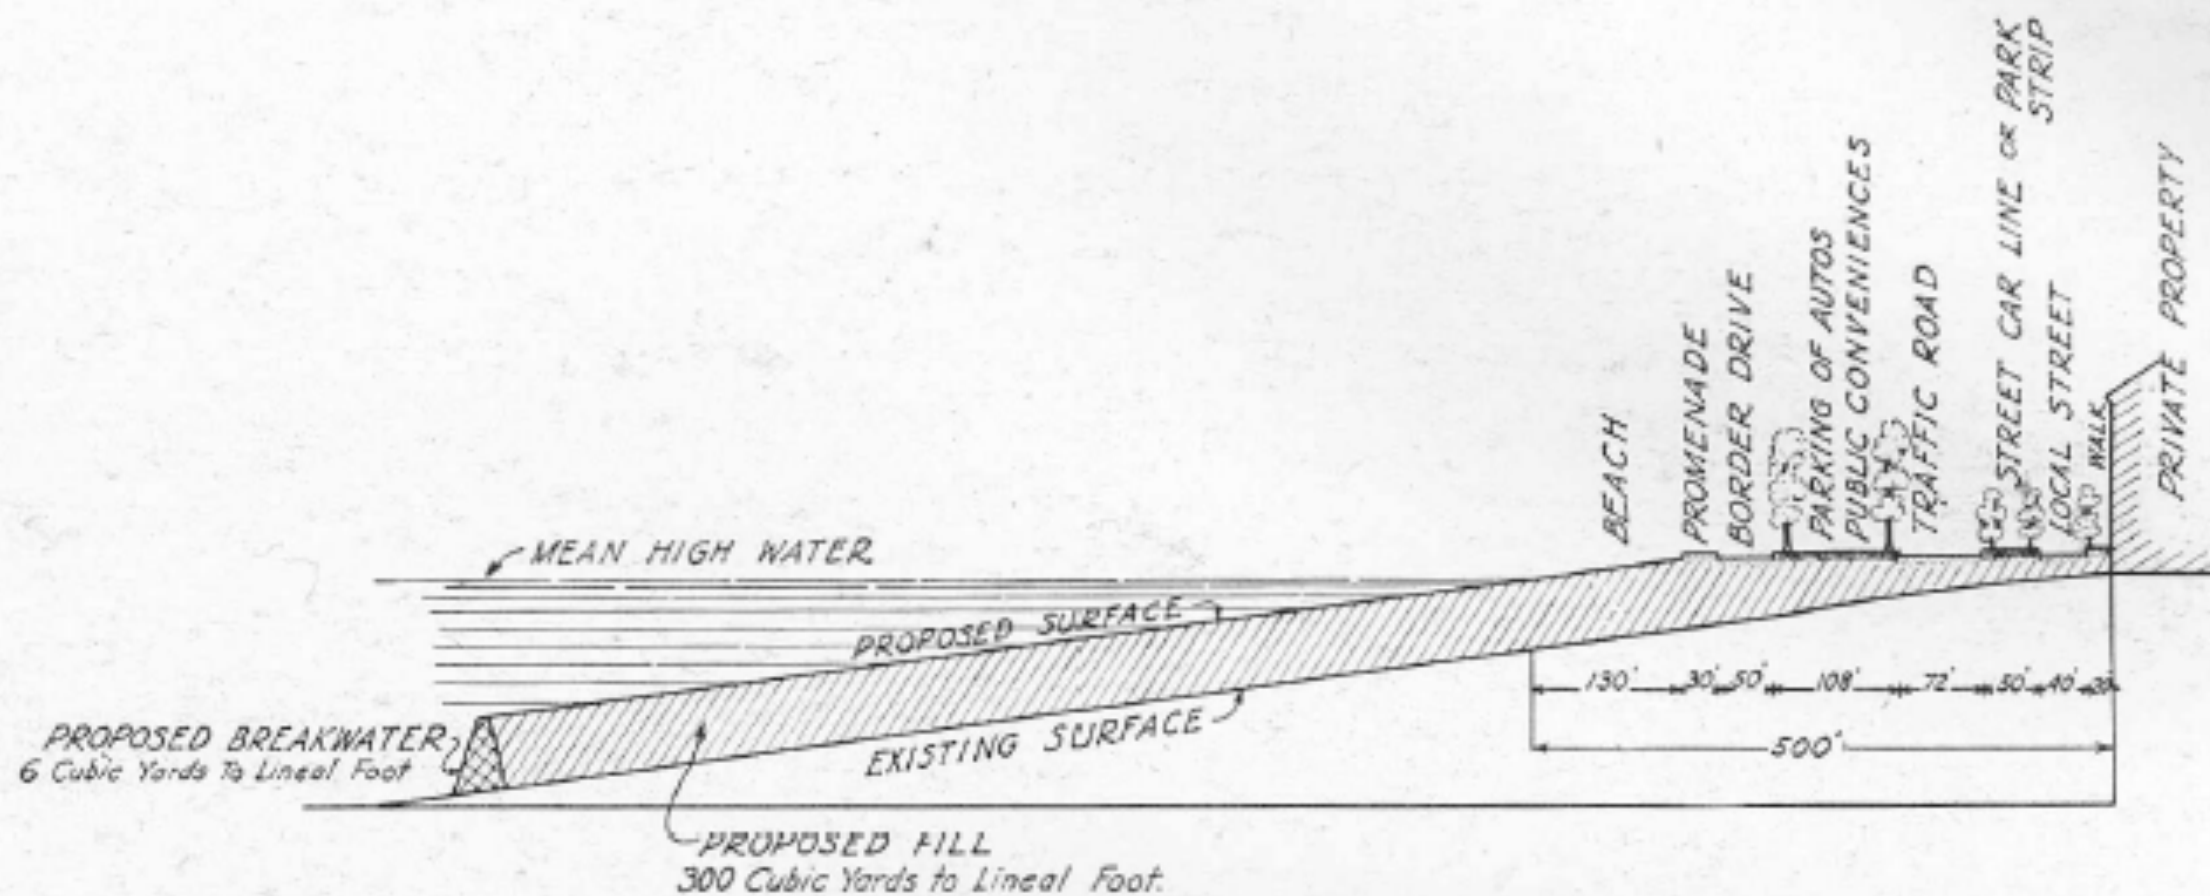 MEAN HIGH WATER
PROPOSED SURFACE
EXISTING SURFACE
PROPOSED BREAKWATER
6 Cubic Yards To Lineal Foot
PROPOSED FILL
300 Cubic Yards to Lineal Foot.
BEACH
PROMENADE
BORDER DRIVE
PARKING OF AUTOS
PUBLIC CONVENIENCES
TRAFFIC ROAD
STREET CAR LINE OR PARK
STRIP
LOCAL STREET
WALK
PRIVATE PROPERTY
130' 30' 50' 108' 72' 50' 40'
500'